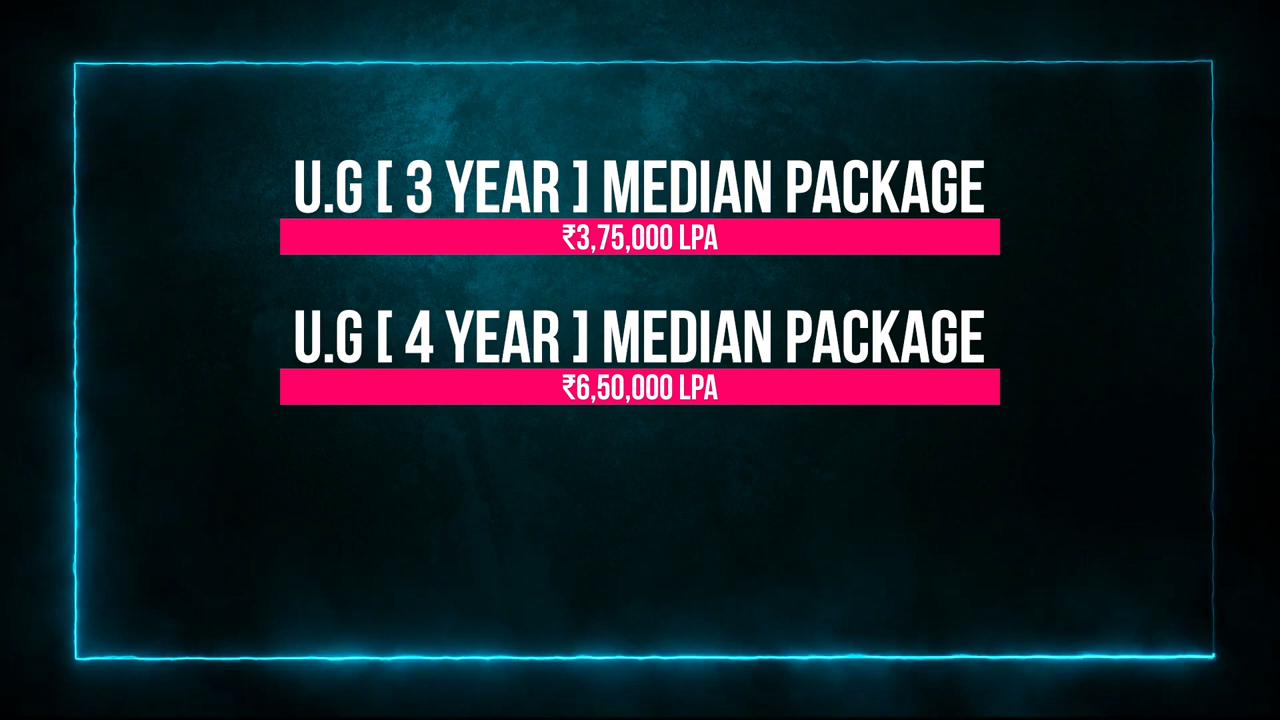 U.G [ 3 YEAR ] MEDIAN PACKAGE
₹3,75,000 LPA
U.G [ 4 YEAR ] MEDIAN PACKAGE
₹6,50,000 LPA